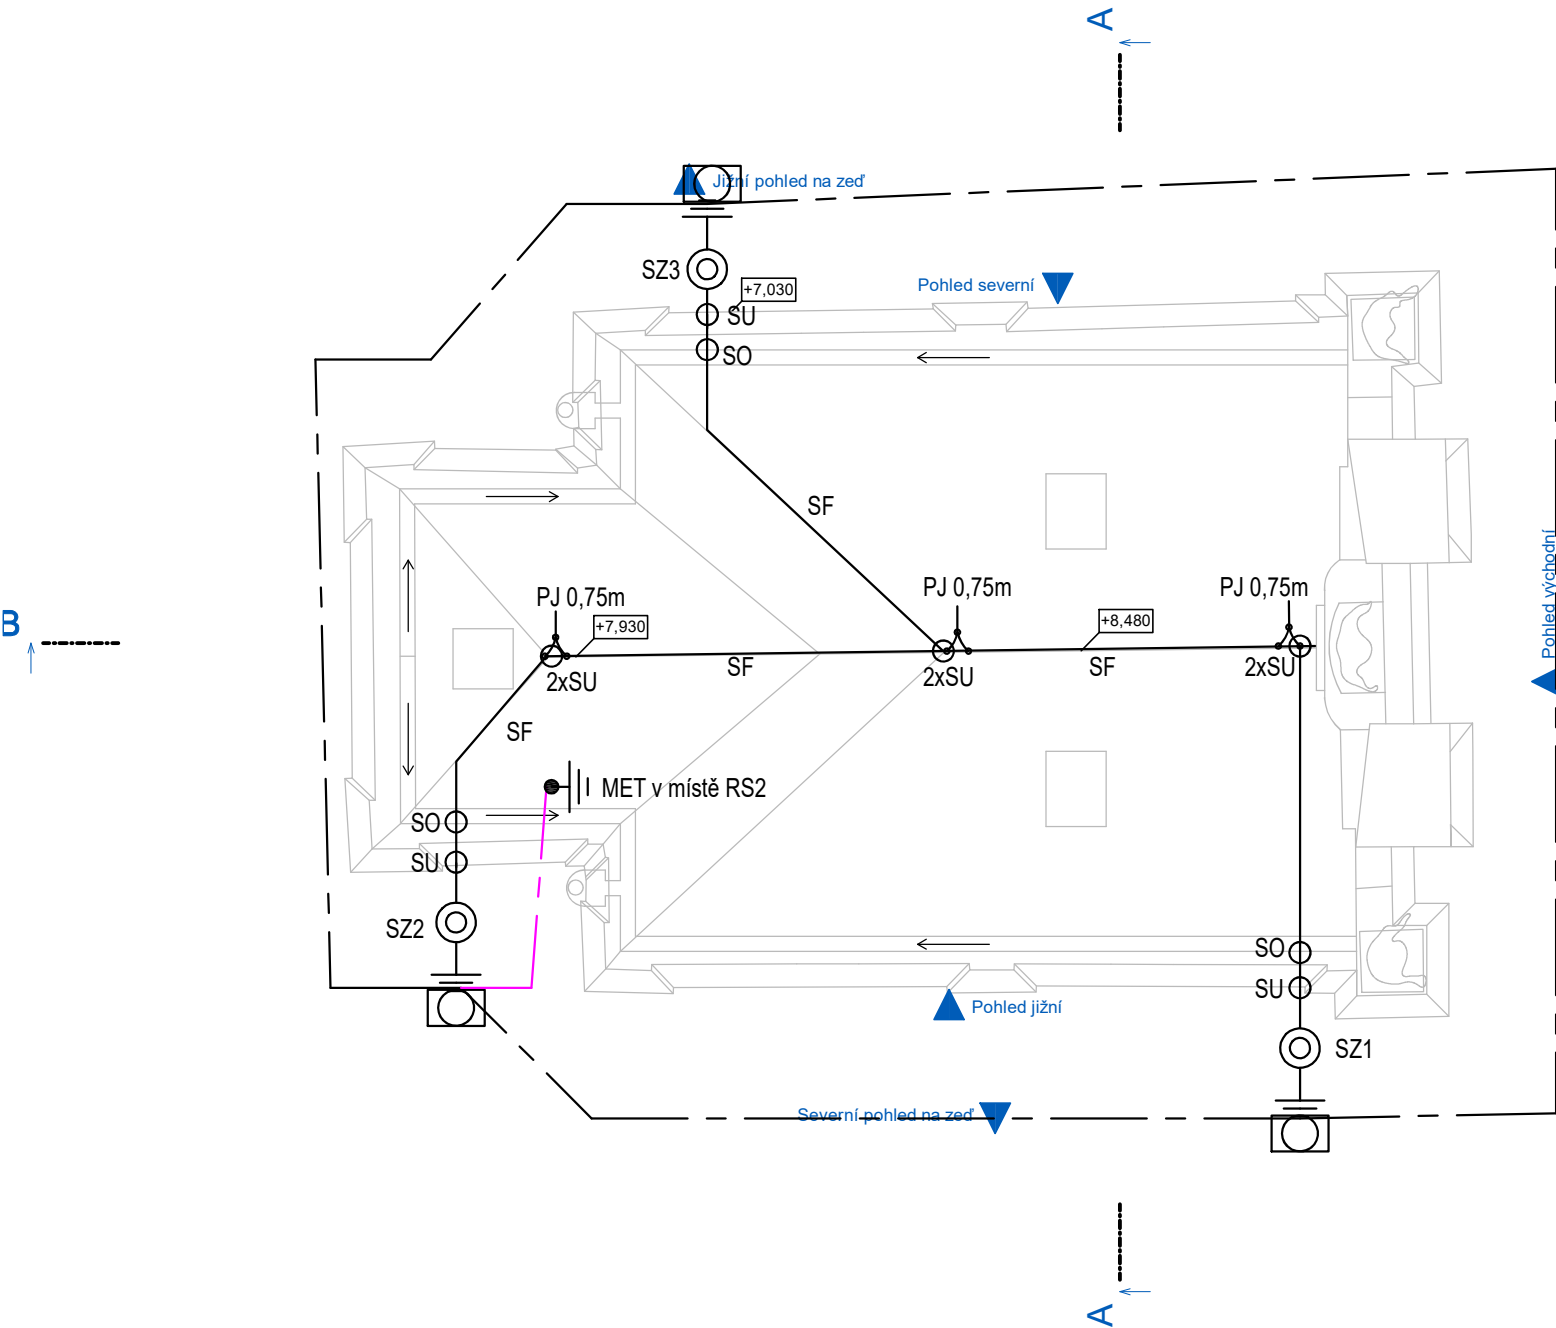 A
Jižní pohled na zeď
SZ3
+7,030
Pohled severní
SU
SO
SF
Pohled východní
PJ 0,75m
PJ 0,75m
PJ 0,75m
B
+7,930
+8,480
SF
SF
2xSU
2xSU
2xSU
SF
MET v místě RS2
SO
SU
SZ2
SO
SU
Pohled jižní
SZ1
Severní pohled na zeď
A